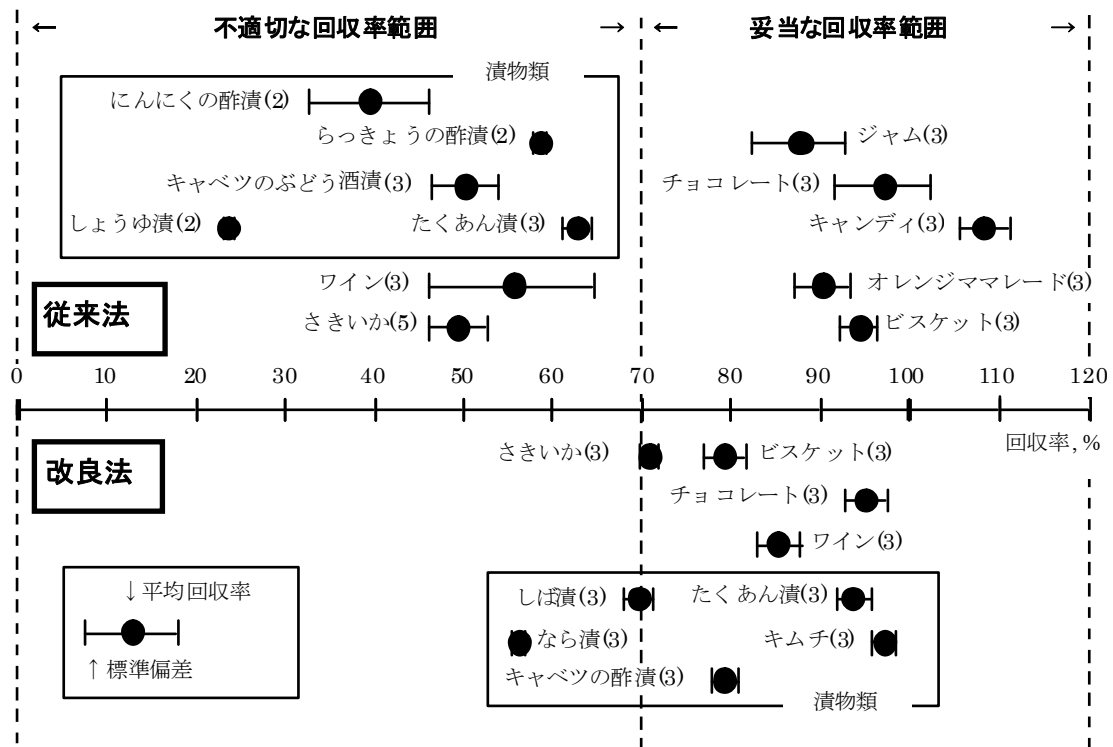 ← 不適切な回収率範囲 → ← 妥当な回収率範囲 →
漬物類
にんにくの酢漬(2)
らっきょうの酢漬(2)
ジャム(3)
キャベツのぶどう酒漬(3)
チョコレート(3)
しょうゆ漬(2)
たくあん漬(3)
キャンディ(3)
ワイン(3)
オレンジママレード(3)
従来法
さきいか(5)
ビスケット(3)
0 10 20 30 40 50 60 70 80 90 100 110 120
回収率, %
改良法
さきいか(3)
ビスケット(3)
チョコレート(3)
ワイン(3)
↓平均回収率
しば漬(3)
たくあん漬(3)
なら漬(3)
キムチ(3)
↑標準偏差
キャベツの酢漬(3)
漬物類